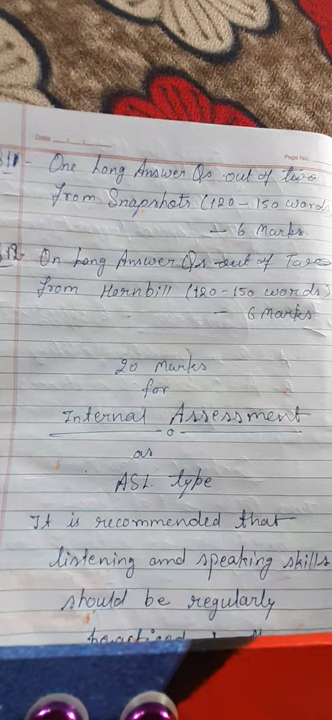 Date
Page No.
Q11- One Long Answer Qs out of two
from Snapshots (120-150 words
- 6 Marks
On Long Answer Qs out of Two
from Hornbill (120-150 words)
- 6 Marks
20 Marks
for
Internal Assessment
-o-
as
ASL type
It is recommended that
listening and speaking skills
should be regularly
practiced